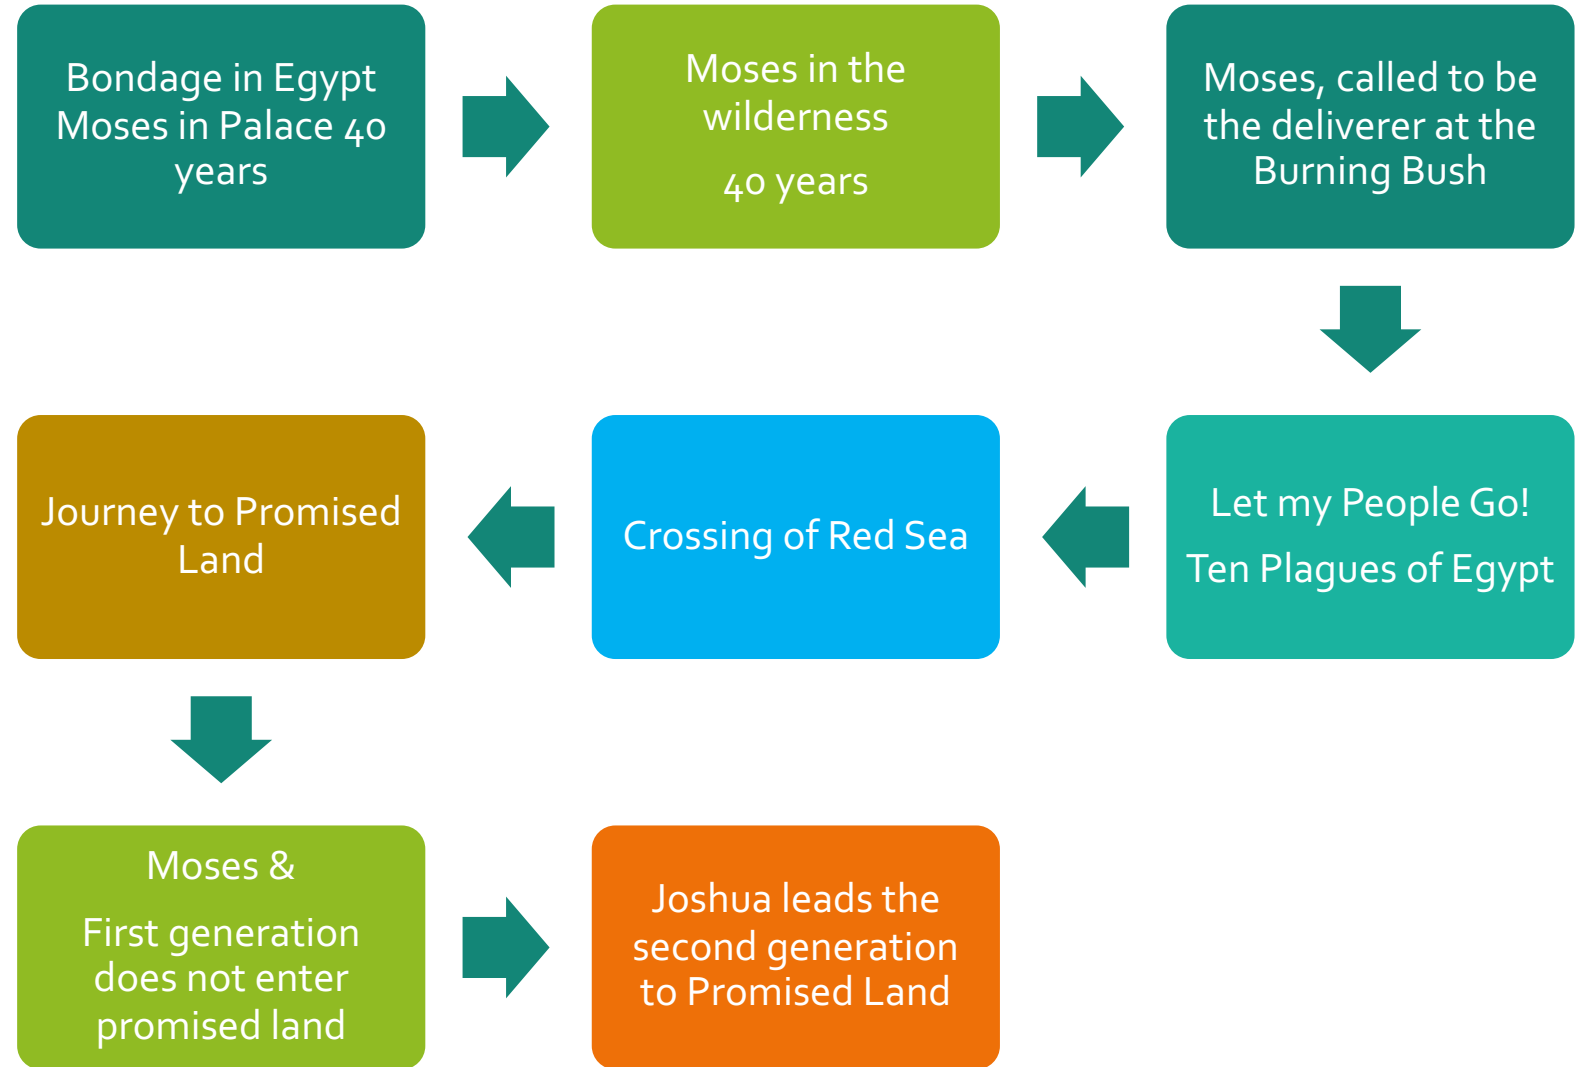 Bondage in Egypt
Moses in Palace 40
years
Moses in the
wilderness
40 years
Moses, called to be
the deliverer at the
Burning Bush
Let my People Go!
Ten Plagues of Egypt
Crossing of Red Sea
Journey to Promised
Land
Moses &
First generation
does not enter
promised land
Joshua leads the
second generation
to Promised Land